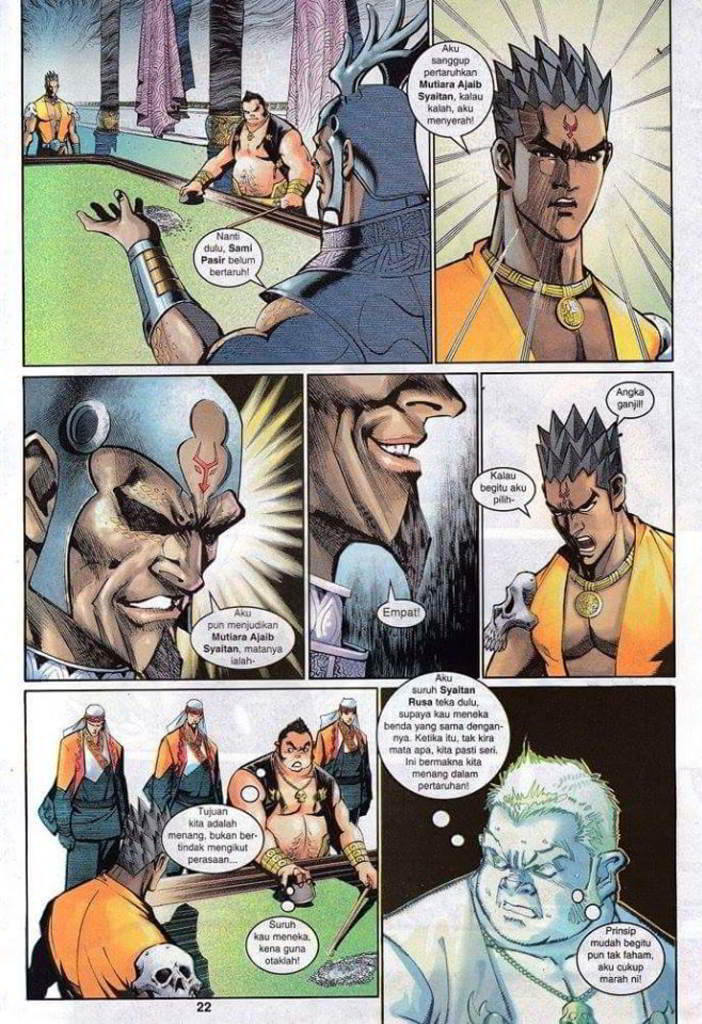 Nanti
dulu, Sami
Pasir belum
bertaruh!
Aku
sanggup
pertaruhkan
Mutiara Ajaib
Syaitan, kalau
kalah, aku
menyerah!
Aku
pun menjudikan
Mutiara Ajaib
Syaitan, matanya
ialah-
Empat!
Kalau
begitu aku
pilih-
Angka
ganjil!
Tujuan
kita adalah
menang, bukan ber-
tindak mengikut
perasaan...
Suruh
kau meneka,
kena guna
otaklah!
Aku
suruh Syaitan
Rusa teka dulu,
supaya kau meneka
benda yang sama dengan-
nya. Ketika itu, tak kira
mata apa, kita pasti seri.
Ini bermakna kita
menang dalam
pertaruhan!
Prinsip
mudah begitu
pun tak faham,
aku cukup
marah ni!
22